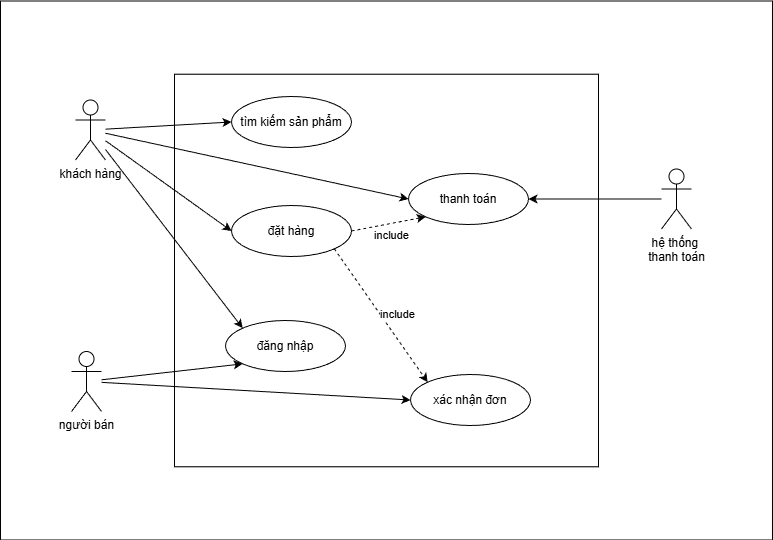 tìm kiếm sản phẩm
khách hàng
thanh toán
đặt hàng
include
hệ thống
thanh toán
include
đăng nhập
xác nhận đơn
người bán